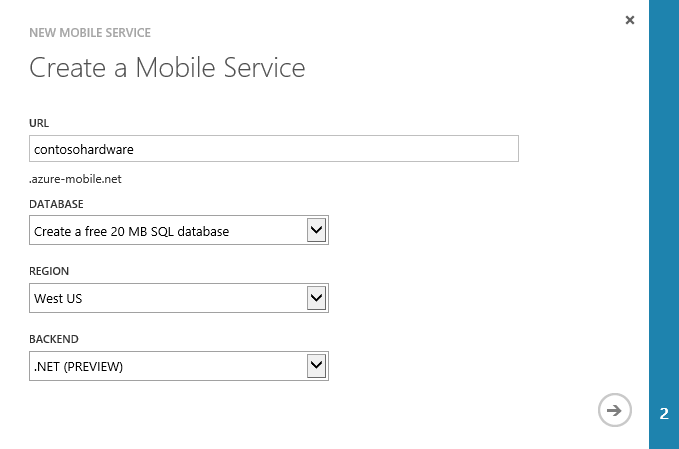 NEW MOBILE SERVICE
Create a Mobile Service
URL
contosohardware
.azure-mobile.net
DATABASE
Create a free 20 MB SQL database
REGION
West US
BACKEND
.NET (PREVIEW)
2